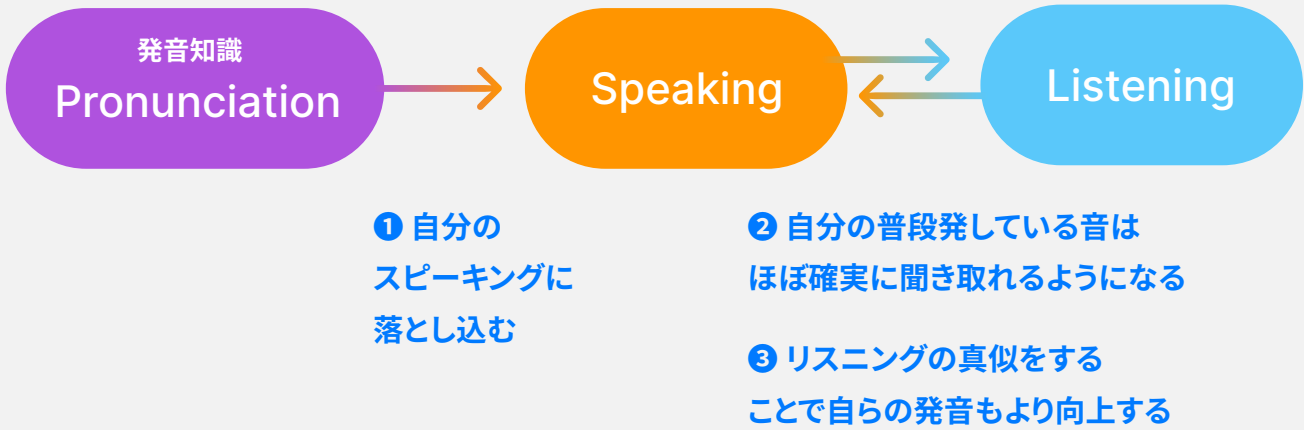 発音知識
Pronunciation
Speaking
Listening
❶ 自分の
スピーキングに
落とし込む
❷ 自分の普段発している音は
ほぼ確実に聞き取れるようになる
❸ リスニングの真似をする
ことで自らの発音もより向上する